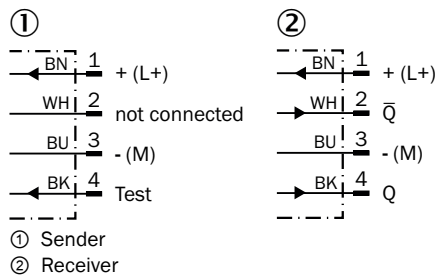 ① ②
BN 1 + (L+) BN 1 + (L+)
WH 2 not connected WH 2 Q̅
BU 3 - (M) BU 3 - (M)
BK 4 Test BK 4 Q
① Sender
② Receiver